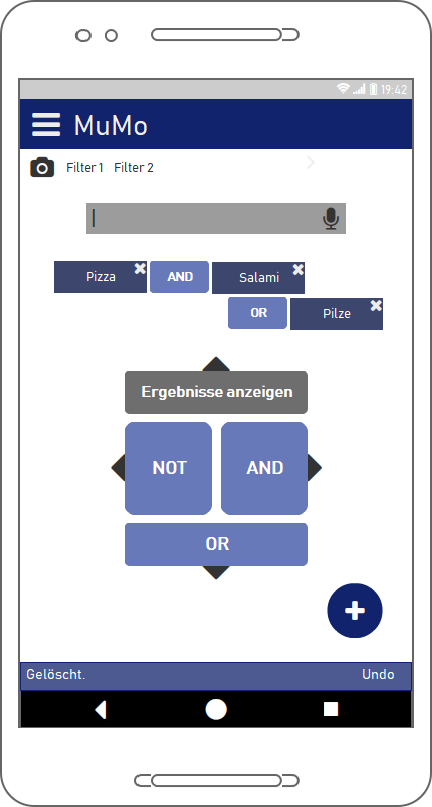 19:42
MuMo
Filter 1 Filter 2
Pizza AND Salami
OR Pilze
Ergebnisse anzeigen
NOT AND
OR
Gelöscht. Undo